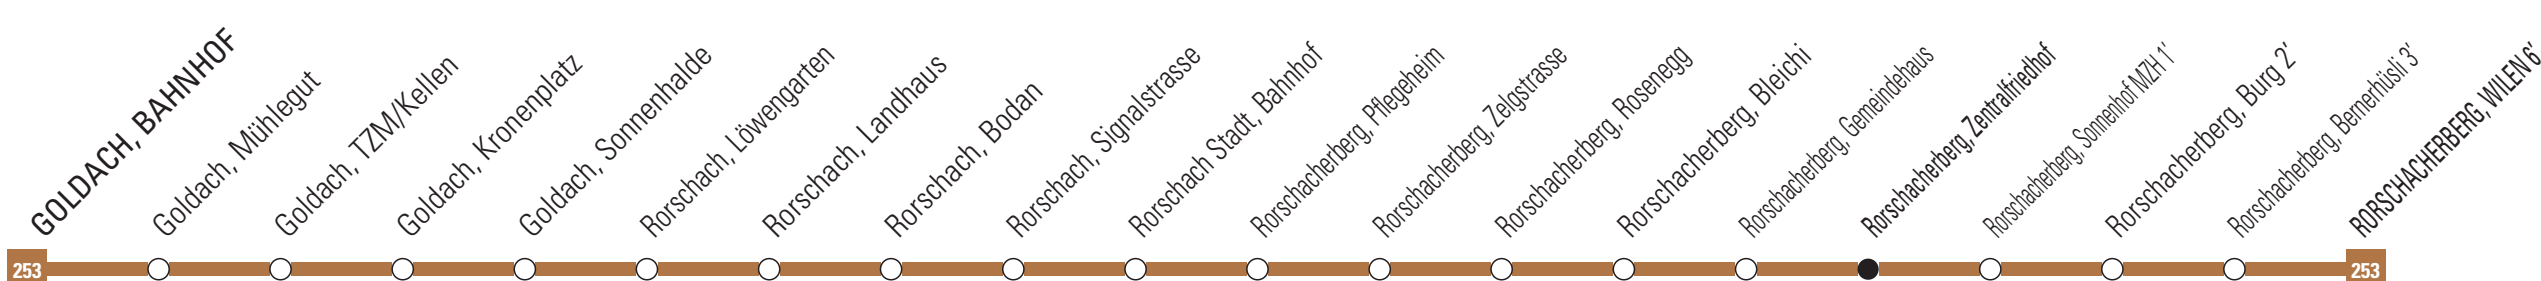 GOLDACH, BAHNHOF
Goldach, Mühlegut
Goldach, TZM/Kellen
Goldach, Kronenplatz
Goldach, Sonnenhalde
Rorschach, Löwengarten
Rorschach, Landhaus
Rorschach, Bodan
Rorschach, Signalstrasse
Rorschach Stadt, Bahnhof
Rorschacherberg, Pflegeheim
Rorschacherberg, Zelgstrasse
Rorschacherberg, Rosenegg
Rorschacherberg, Bleichi
Rorschacherberg, Gemeindehaus
Rorschacherberg, Zentralfriedhof
Rorschacherberg, Sonnenhof MZH 1'
Rorschacherberg, Burg 2'
Rorschacherberg, Bernerhüsli 3'
RORSCHACHERBERG, WILEN 6'
253
253